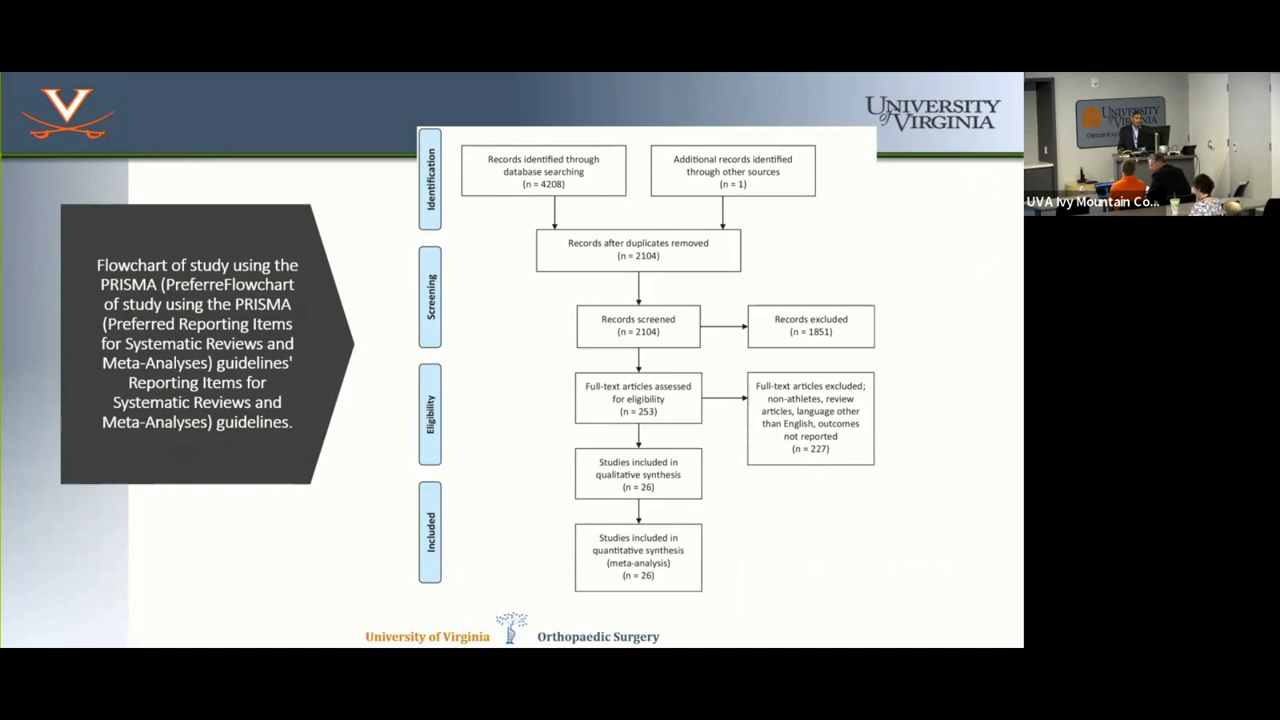 UNIVERSITY
of VIRGINIA
Identification
Records identified through
database searching
(n = 4208)
Additional records identified
through other sources
(n = 1)
Records after duplicates removed
(n = 2104)
Screening
Records screened
(n = 2104)
Records excluded
(n = 1851)
Eligibility
Full-text articles assessed
for eligibility
(n = 253)
Full-text articles excluded;
non-athletes, review
articles, language other
than English, outcomes
not reported
(n = 227)
Studies included in
qualitative synthesis
(n = 26)
Included
Studies included in
quantitative synthesis
(meta-analysis)
(n = 26)
Flowchart of study using the
PRISMA (PreferreFlowchart
of study using the PRISMA
(Preferred Reporting Items
for Systematic Reviews and
Meta-Analyses) guidelines'
Reporting Items for
Systematic Reviews and
Meta-Analyses) guidelines.
University of Virginia
Orthopaedic Surgery
UNIVERSITY
VIRGINIA
UVA Ivy Mountain Co...